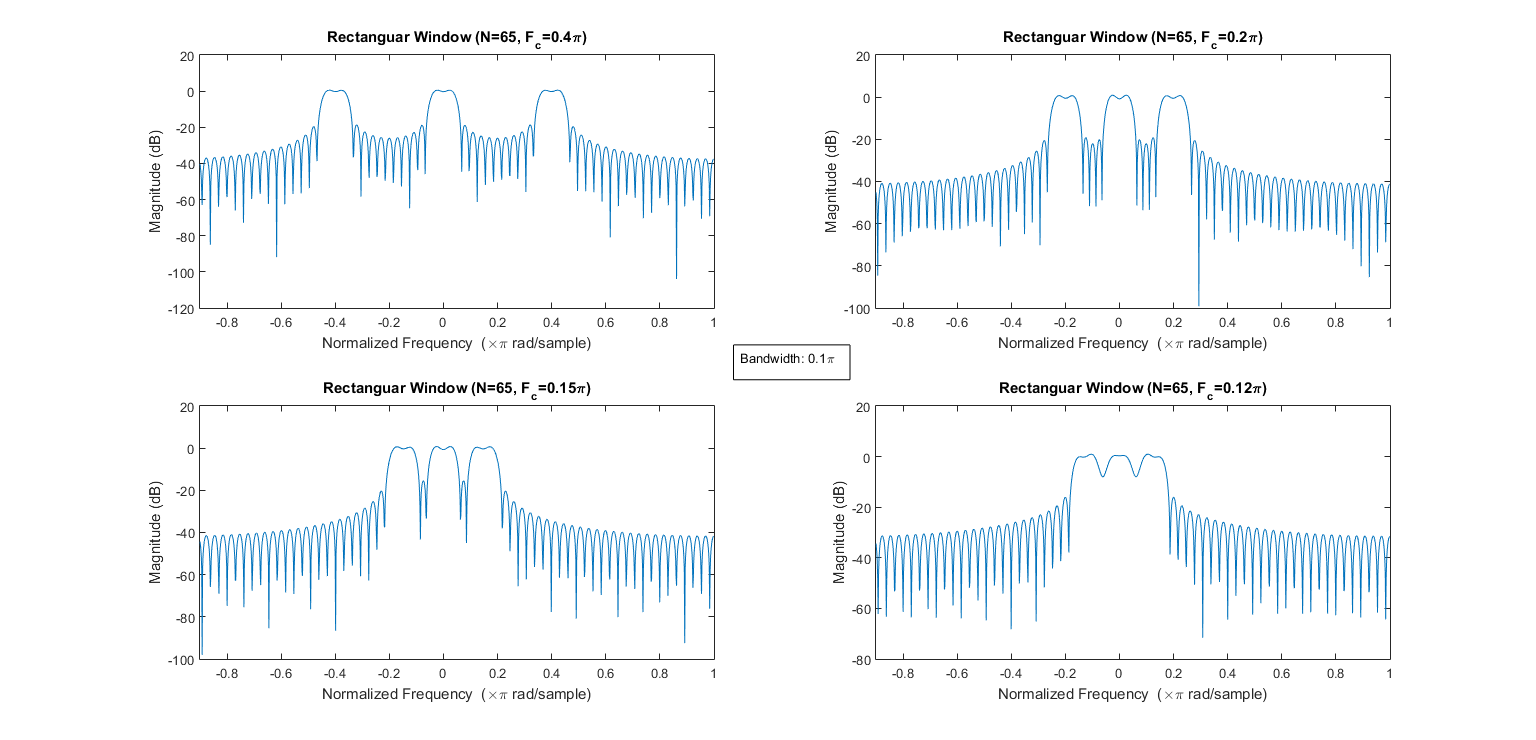 Rectanguar Window (N=65, Fc=0.4π)
20
0
-20
-40
-60
-80
-100
-120
Magnitude (dB)
-0.8 -0.6 -0.4 -0.2 0 0.2 0.4 0.6 0.8 1
Normalized Frequency (×π rad/sample)
Rectanguar Window (N=65, Fc=0.2π)
20
0
-20
-40
-60
-80
-100
Magnitude (dB)
-0.8 -0.6 -0.4 -0.2 0 0.2 0.4 0.6 0.8 1
Normalized Frequency (×π rad/sample)
Bandwidth: 0.1π
Rectanguar Window (N=65, Fc=0.15π)
20
0
-20
-40
-60
-80
-100
Magnitude (dB)
-0.8 -0.6 -0.4 -0.2 0 0.2 0.4 0.6 0.8 1
Normalized Frequency (×π rad/sample)
Rectanguar Window (N=65, Fc=0.12π)
20
0
-20
-40
-60
-80
Magnitude (dB)
-0.8 -0.6 -0.4 -0.2 0 0.2 0.4 0.6 0.8 1
Normalized Frequency (×π rad/sample)